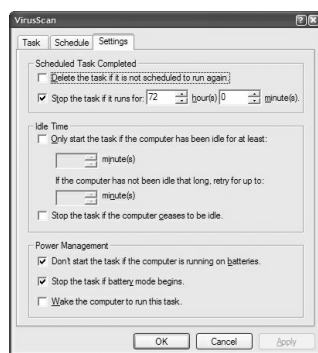 VirusScan
Task Schedule Settings
Scheduled Task Completed
Delete the task if it is not scheduled to run again.
Stop the task if it runs for: 72 hour(s) 0 minute(s).
Idle Time
Only start the task if the computer has been idle for at least:
minute(s)
If the computer has not been idle that long, retry for up to:
minute(s)
Stop the task if the computer ceases to be idle.
Power Management
Don't start the task if the computer is running on batteries.
Stop the task if battery mode begins.
Wake the computer to run this task.
OK Cancel Apply